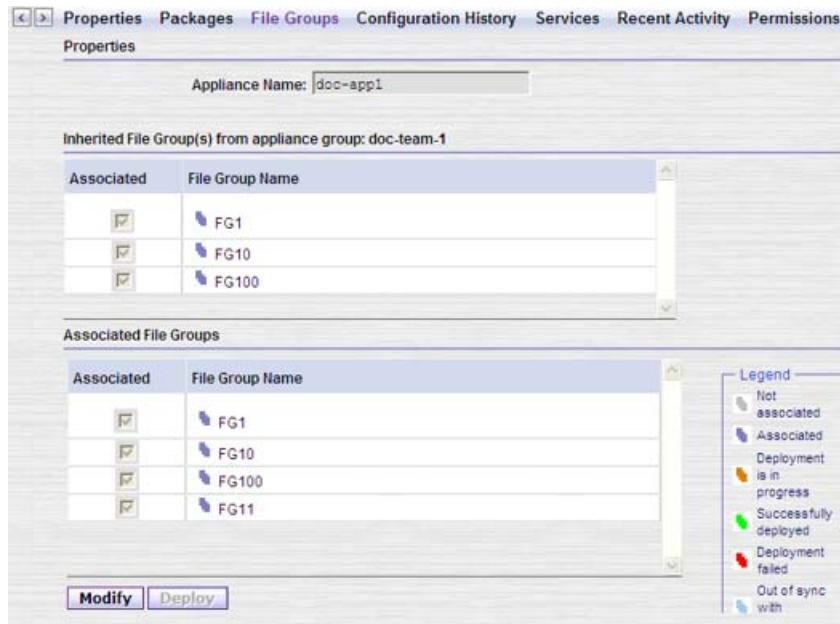 Properties Packages File Groups Configuration History Services Recent Activity Permissions
Properties
Appliance Name: doc-app1
Inherited File Group(s) from appliance group: doc-team-1
Associated File Group Name
FG1
FG10
FG100
Associated File Groups
Associated File Group Name
FG1
FG10
FG100
FG11
Legend
Not
associated
Associated
Deployment
is in
progress
Successfully
deployed
Deployment
failed
Out of sync
with
Modify Deploy